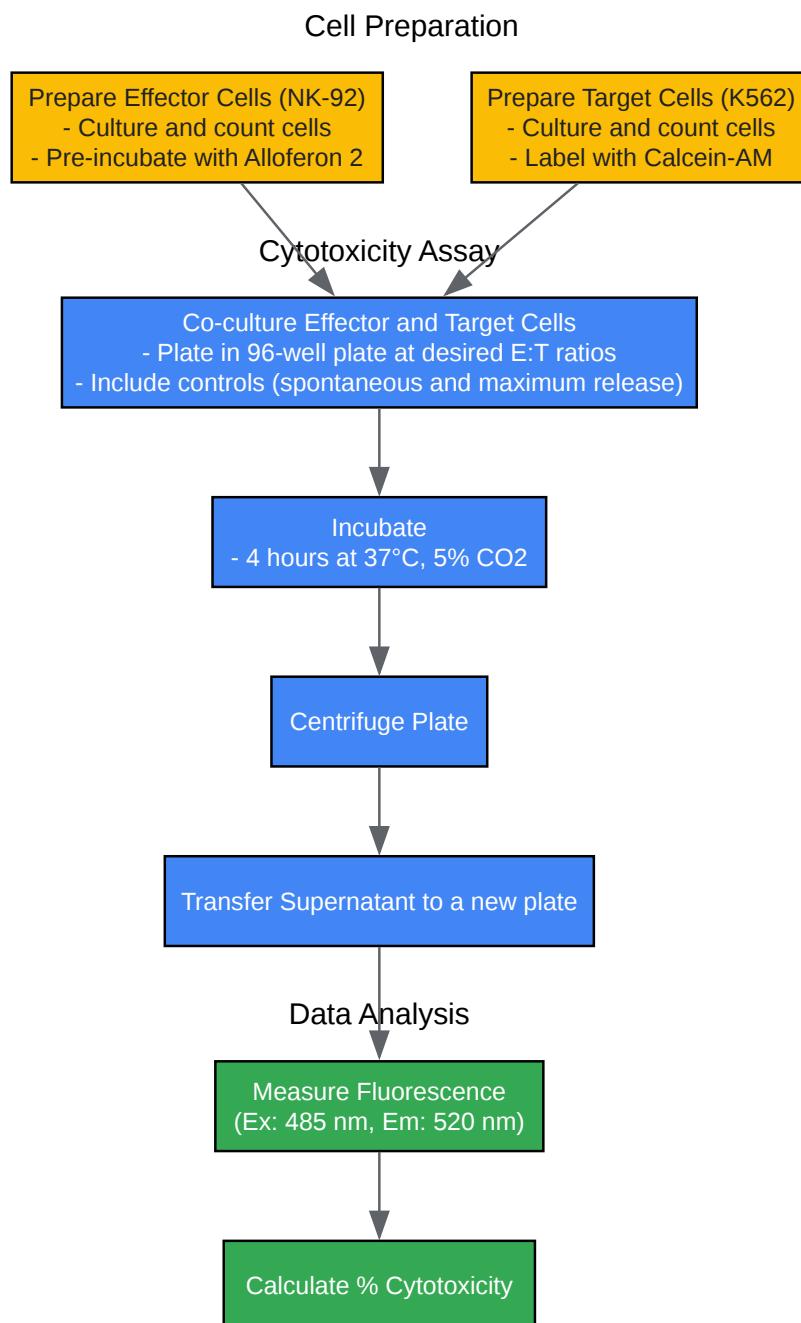 Cell Preparation
Prepare Effector Cells (NK-92)
- Culture and count cells
- Pre-incubate with Alloferon 2
Prepare Target Cells (K562)
- Culture and count cells
- Label with Calcein-AM
Cytotoxicity Assay
Co-culture Effector and Target Cells
- Plate in 96-well plate at desired E:T ratios
- Include controls (spontaneous and maximum release)
Incubate
- 4 hours at 37°C, 5% CO2
Centrifuge Plate
Transfer Supernatant to a new plate
Data Analysis
Measure Fluorescence
(Ex: 485 nm, Em: 520 nm)
Calculate % Cytotoxicity